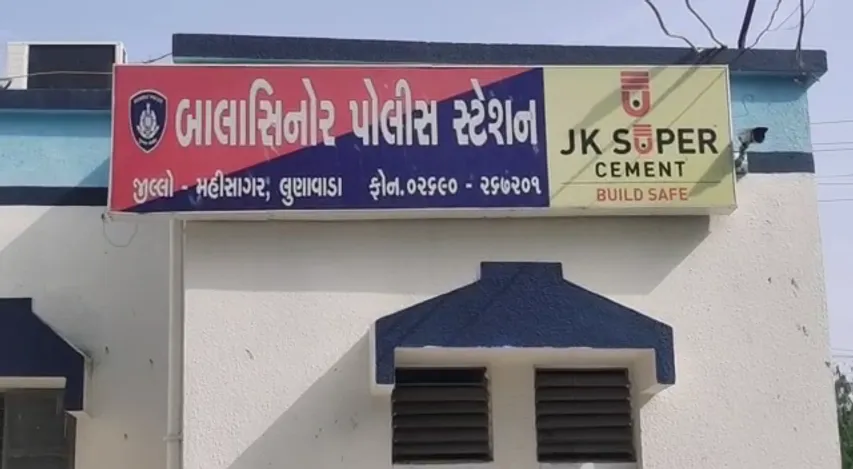 બાલાસિનોર પોલીસ સ્ટેશન
જીલ્લો - મહીસાગર, લુણાવાડા ફોન.૦૨૬૯૦ - ૨૬૭૨૦૧
JK SUPER
CEMENT
BUILD SAFE